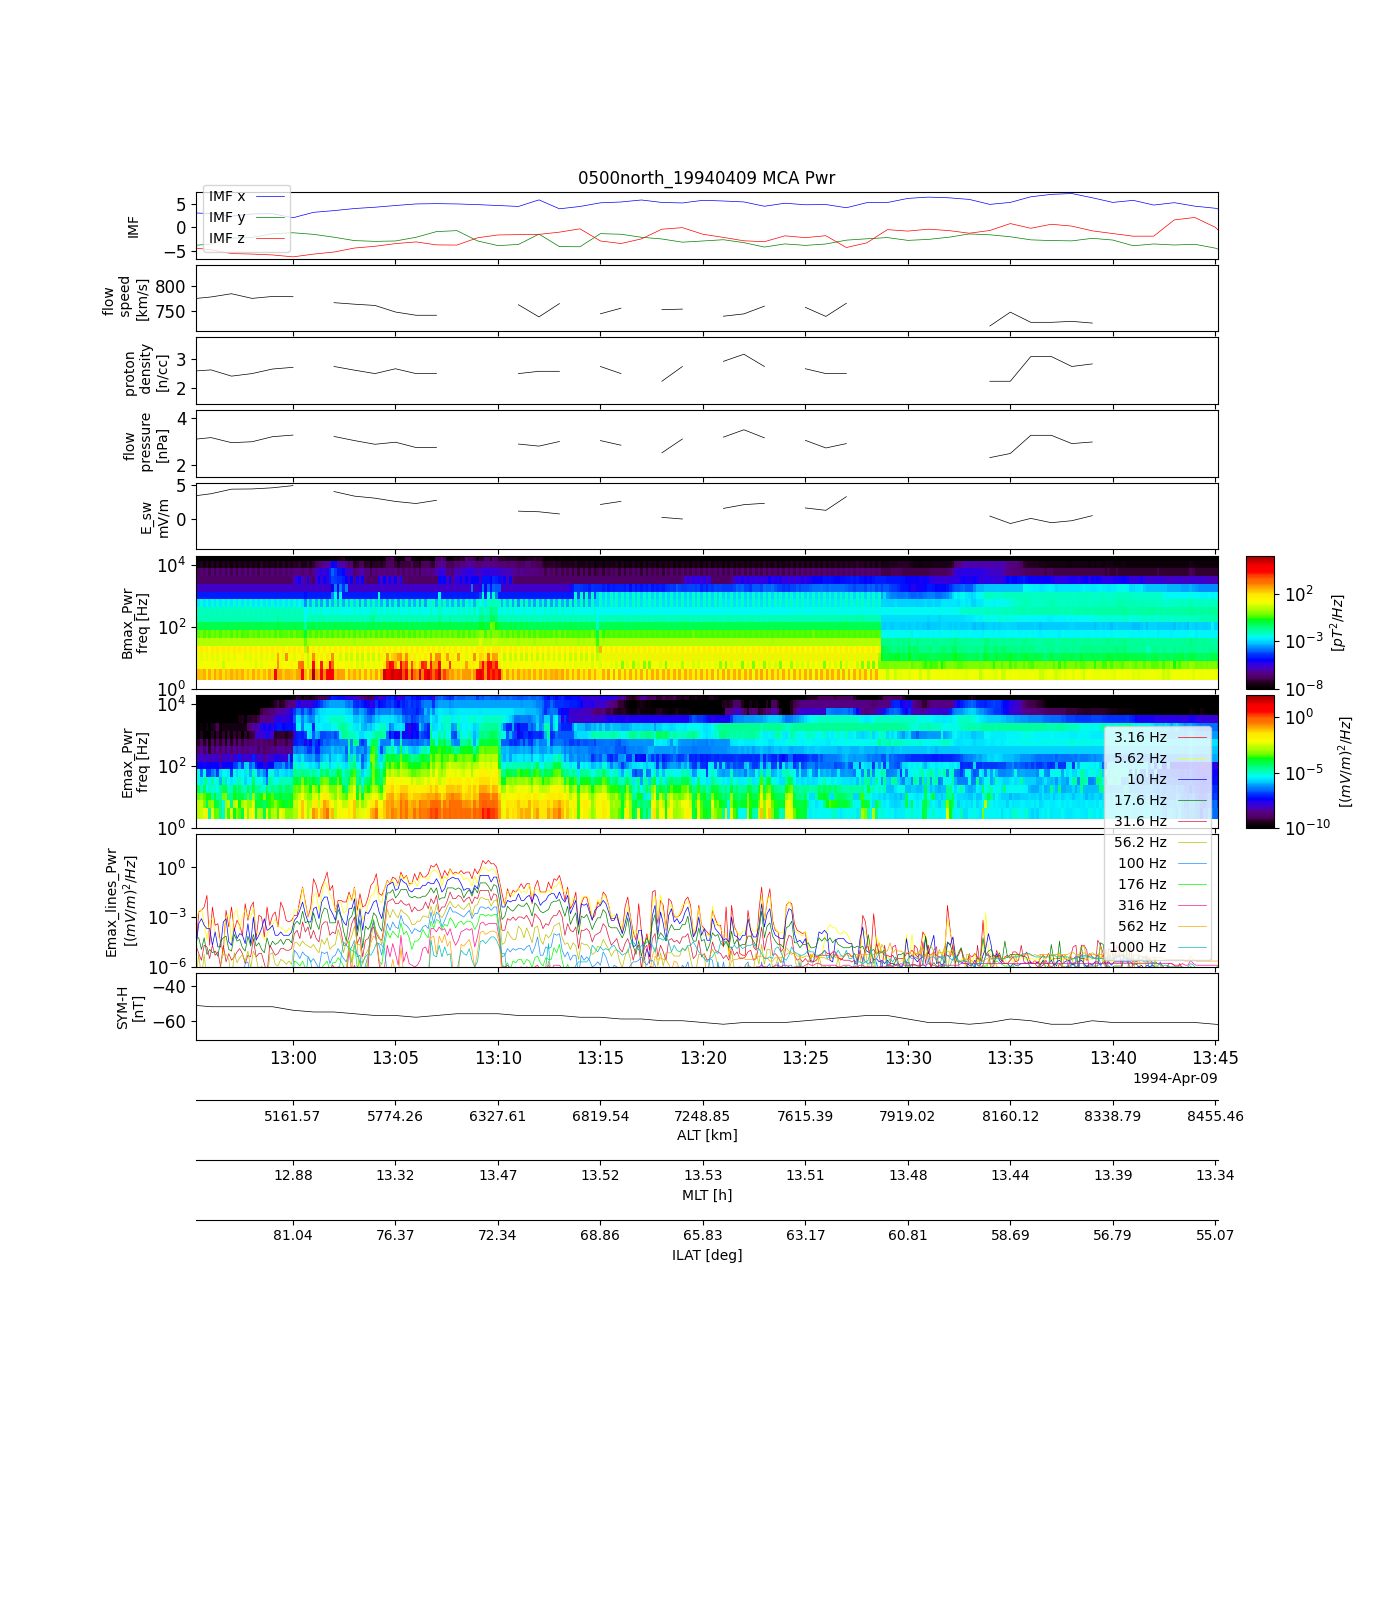 0500north_19940409 MCA Pwr
IMF
5
0
−5
IMF x
IMF y
IMF z
flow
speed
[km/s]
800
750
proton
density
[n/cc]
3
2
flow
pressure
[nPa]
4
2
E_sw
mV/m
5
0
Bmax_Pwr
freq [Hz]
10^4
10^2
10^0
10^2
10^−3
10^−8
[pT^2/Hz]
Emax_Pwr
freq [Hz]
10^4
10^2
10^0
10^0
10^−5
10^−10
[(mV/m)^2/Hz]
3.16 Hz
5.62 Hz
10 Hz
17.6 Hz
31.6 Hz
56.2 Hz
100 Hz
176 Hz
316 Hz
562 Hz
1000 Hz
Emax_lines_Pwr
[(mV/m)^2/Hz]
10^0
10^−3
10^−6
SYM-H
[nT]
−40
−60
13:00 13:05 13:10 13:15 13:20 13:25 13:30 13:35 13:40 13:45
1994-Apr-09
5161.57 5774.26 6327.61 6819.54 7248.85 7615.39 7919.02 8160.12 8338.79 8455.46
ALT [km]
12.88 13.32 13.47 13.52 13.53 13.51 13.48 13.44 13.39 13.34
MLT [h]
81.04 76.37 72.34 68.86 65.83 63.17 60.81 58.69 56.79 55.07
ILAT [deg]